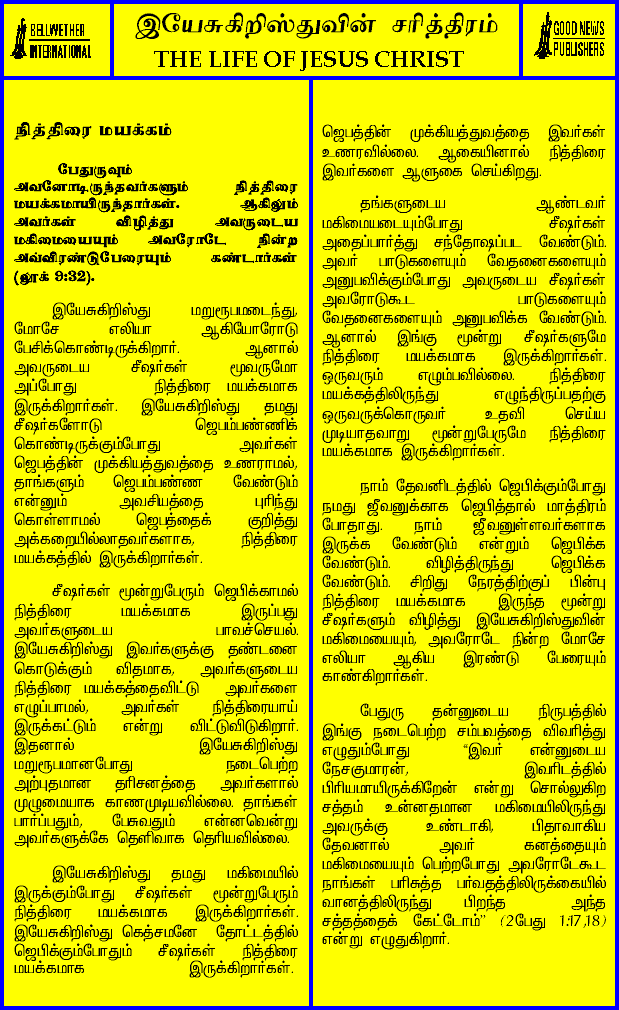 BELLWETHER
INTERNATIONAL
இயேசுகிறிஸ்துவின் சரித்திரம்
THE LIFE OF JESUS CHRIST
GOOD NEWS
PUBLISHERS
நித்திரை மயக்கம்
பேதுருவும்
அவனோடிருந்தவர்களும் நித்திரை
மயக்கமாயிருந்தார்கள். ஆகிலும்
அவர்கள் விழித்து அவருடைய
மகிமையையும் அவரோடே நின்ற
அவ்விரண்டுபேரையும் கண்டார்கள்
(லூக் 9:32).
இயேசுகிறிஸ்து மறுரூபமடைந்து,
மோசே எலியா ஆகியோரோடு
பேசிக்கொண்டிருக்கிறார். ஆனால்
அவருடைய சீஷர்கள் மூவருமோ
அப்போது நித்திரை மயக்கமாக
இருக்கிறார்கள். இயேசுகிறிஸ்து தமது
சீஷர்களோடு ஜெபம்பண்ணிக்
கொண்டிருக்கும்போது அவர்கள்
ஜெபத்தின் முக்கியத்துவத்தை உணராமல்,
தாங்களும் ஜெபம்பண்ண வேண்டும்
என்னும் அவசியத்தை புரிந்து
கொள்ளாமல் ஜெபத்தைக் குறித்து
அக்கறையில்லாதவர்களாக, நித்திரை
மயக்கத்தில் இருக்கிறார்கள்.
சீஷர்கள் மூன்றுபேரும் ஜெபிக்காமல்
நித்திரை மயக்கமாக இருப்பது
அவர்களுடைய பாவச்செயல்.
இயேசுகிறிஸ்து இவர்களுக்கு தண்டனை
கொடுக்கும் விதமாக, அவர்களுடைய
நித்திரை மயக்கத்தைவிட்டு அவர்களை
எழுப்பாமல், அவர்கள் நித்திரையாய்
இருக்கட்டும் என்று விட்டுவிடுகிறார்.
இதனால் இயேசுகிறிஸ்து
மறுரூபமானபோது நடைபெற்ற
அற்புதமான தரிசனத்தை அவர்களால்
முழுமையாக காணமுடியவில்லை. தாங்கள்
பார்ப்பதும், பேசுவதும் என்னவென்று
அவர்களுக்கே தெளிவாக தெரியவில்லை.
இயேசுகிறிஸ்து தமது மகிமையில்
இருக்கும்போது சீஷர்கள் மூன்றுபேரும்
நித்திரை மயக்கமாக இருக்கிறார்கள்.
இயேசுகிறிஸ்து கெத்சமனே தோட்டத்தில்
ஜெபிக்கும்போதும் சீஷர்கள் நித்திரை
மயக்கமாக இருக்கிறார்கள்.
ஜெபத்தின் முக்கியத்துவத்தை இவர்கள்
உணரவில்லை. ஆகையினால் நித்திரை
இவர்களை ஆளுகை செய்கிறது.
தங்களுடைய ஆண்டவர்
மகிமையடையும்போது சீஷர்கள்
அதைப்பார்த்து சந்தோஷப்பட வேண்டும்.
அவர் பாடுகளையும் வேதனைகளையும்
அனுபவிக்கும்போது அவருடைய சீஷர்கள்
அவரோடுகூட பாடுகளையும்
வேதனைகளையும் அனுபவிக்க வேண்டும்.
ஆனால் இங்கு மூன்று சீஷர்களுமே
நித்திரை மயக்கமாக இருக்கிறார்கள்.
ஒருவரும் எழும்பவில்லை. நித்திரை
மயக்கத்திலிருந்து எழுந்திருப்பதற்கு
ஒருவருக்கொருவர் உதவி செய்ய
முடியாதவாறு மூன்றுபேருமே நித்திரை
மயக்கமாக இருக்கிறார்கள்.
நாம் தேவனிடத்தில் ஜெபிக்கும்போது
நமது ஜீவனுக்காக ஜெபித்தால் மாத்திரம்
போதாது. நாம் ஜீவனுள்ளவர்களாக
இருக்க வேண்டும் என்றும் ஜெபிக்க
வேண்டும். விழித்திருந்து ஜெபிக்க
வேண்டும். சிறிது நேரத்திற்குப் பின்பு
நித்திரை மயக்கமாக இருந்த மூன்று
சீஷர்களும் விழித்து இயேசுகிறிஸ்துவின்
மகிமையையும், அவரோடே நின்ற மோசே
எலியா ஆகிய இரண்டு பேரையும்
காண்கிறார்கள்.
பேதுரு தன்னுடைய நிருபத்தில்
இங்கு நடைபெற்ற சம்பவத்தை விவரித்து
எழுதும்போது “இவர் என்னுடைய
நேசகுமாரன், இவரிடத்தில்
பிரியமாயிருக்கிறேன் என்று சொல்லுகிற
சத்தம் உன்னதமான மகிமையிலிருந்து
அவருக்கு உண்டாகி, பிதாவாகிய
தேவனால் அவர் கனத்தையும்
மகிமையையும் பெற்றபோது அவரோடேகூட
நாங்கள் பரிசுத்த பர்வதத்திலிருக்கையில்
வானத்திலிருந்து பிறந்த அந்த
சத்தத்தைக் கேட்டோம்” (2பேது 1:17,18)
என்று எழுதுகிறார்.